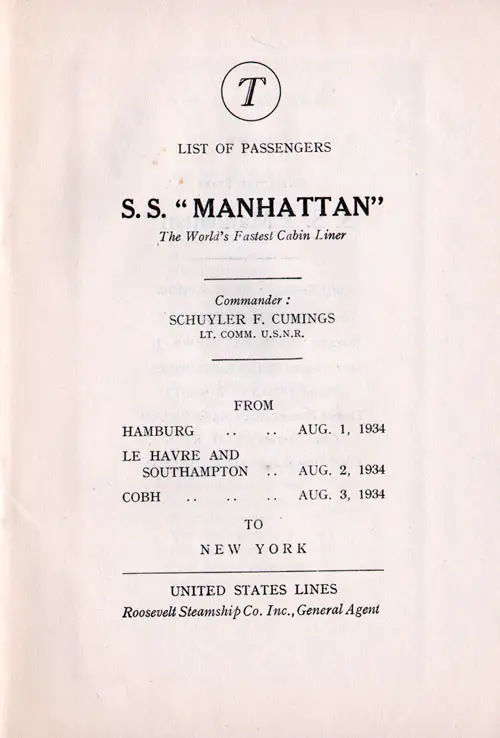 T
LIST OF PASSENGERS
S. S. “ MANHATTAN”
The World's Fastest Cabin Liner
Commander :
SCHUYLER F. CUMINGS
LT. COMM. U.S.N.R.
FROM
HAMBURG .. .. AUG. 1, 1934
LE HAVRE AND
SOUTHAMPTON .. AUG. 2, 1934
COBH .. .. .. AUG. 3, 1934
TO
NEW YORK
UNITED STATES LINES
Roosevelt Steamship Co. Inc., General Agent